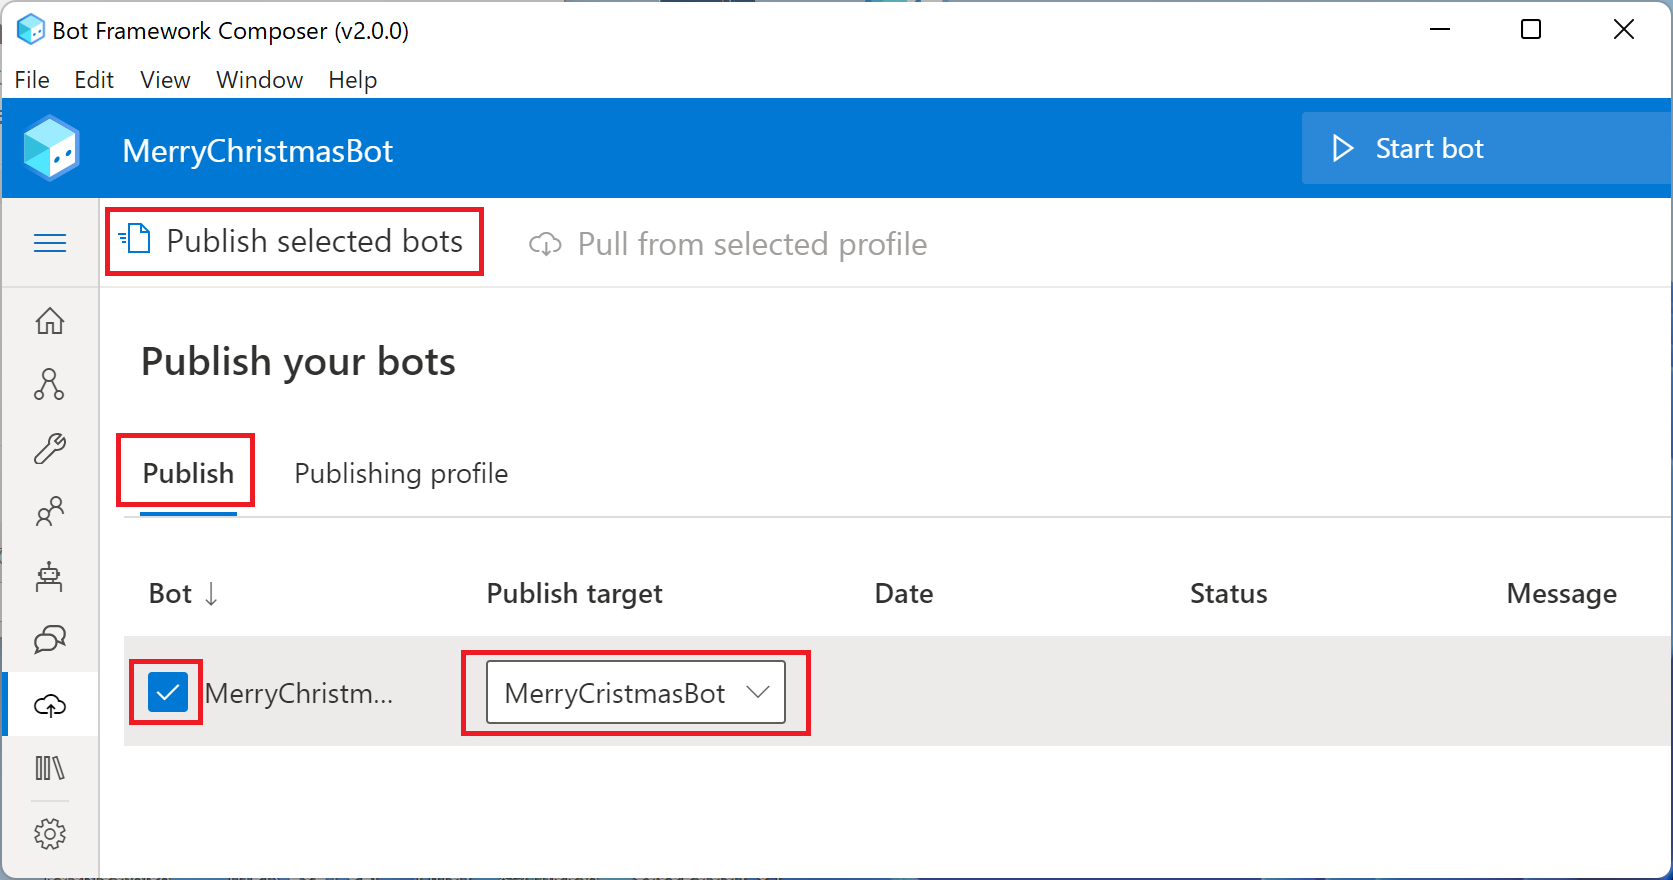 Bot Framework Composer (v2.0.0)
File Edit View Window Help
MerryChristmasBot
Start bot
Publish selected bots
Pull from selected profile
Publish your bots
Publish Publishing profile
Bot ↓ Publish target Date Status Message
MerryChristm... MerryCristmasBot